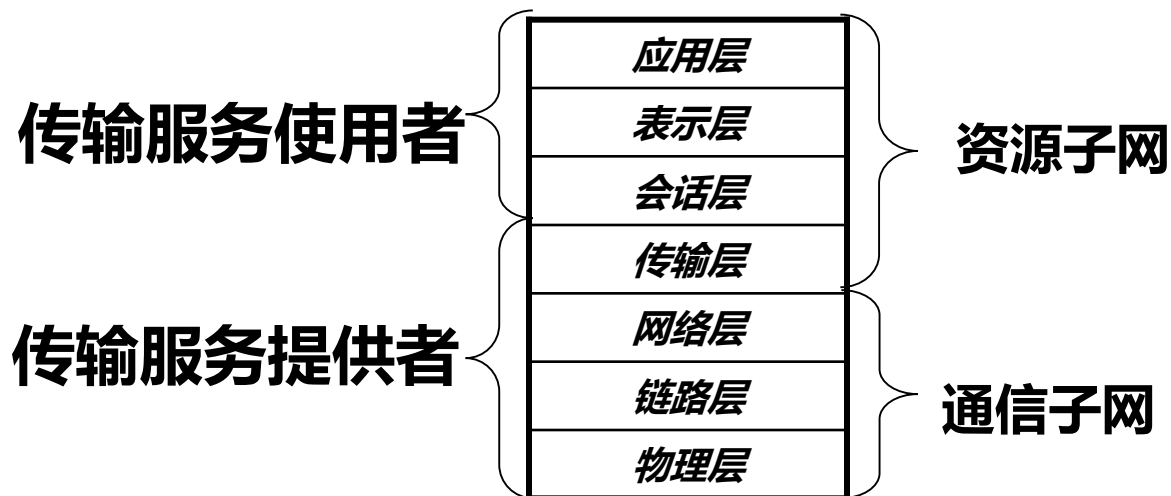 应用层
表示层
会话层
传输层
网络层
链路层
物理层
传输服务使用者
传输服务提供者
资源子网
通信子网